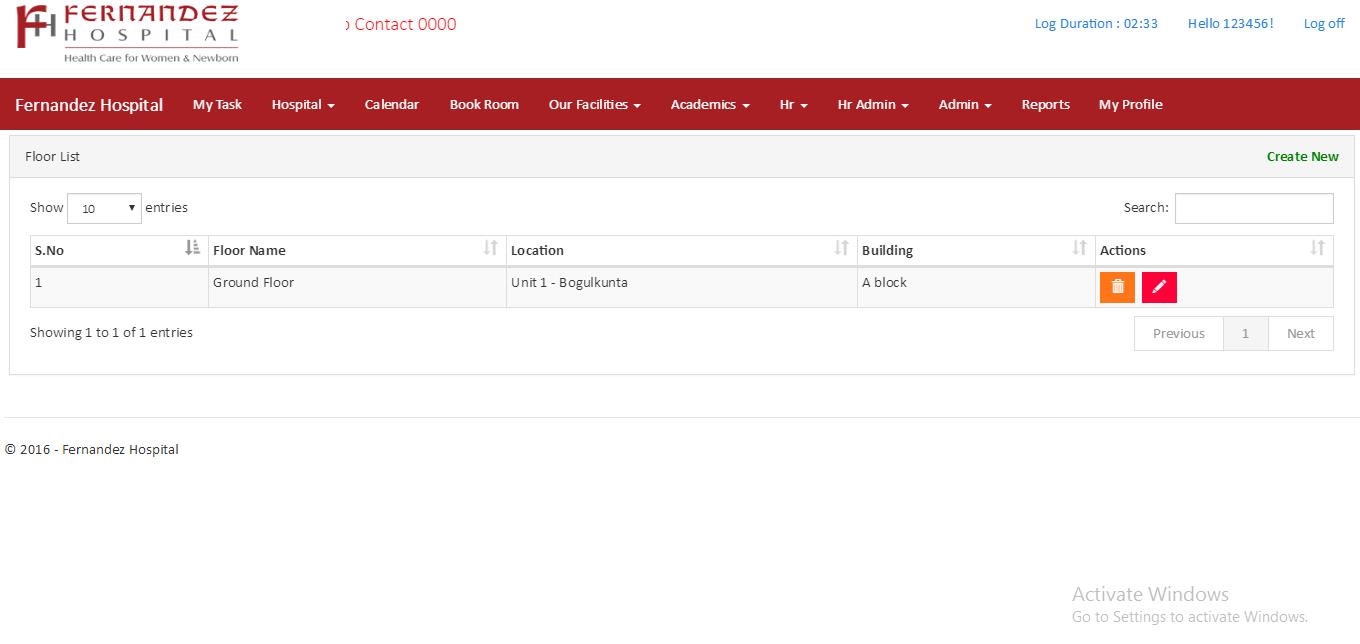 FERNANDEZ
HOSPITAL
Health Care for Women & Newborn
Contact 0000
Log Duration : 02:33 Hello 123456! Log off
Fernandez Hospital My Task Hospital Calendar Book Room Our Facilities Academics Hr Hr Admin Admin Reports My Profile
Floor List Create New
Show 10 entries Search:
S.No Floor Name Location Building Actions
1 Ground Floor Unit 1 - Bogulkunta A block
Showing 1 to 1 of 1 entries Previous 1 Next
© 2016 - Fernandez Hospital
Activate Windows
Go to Settings to activate Windows.